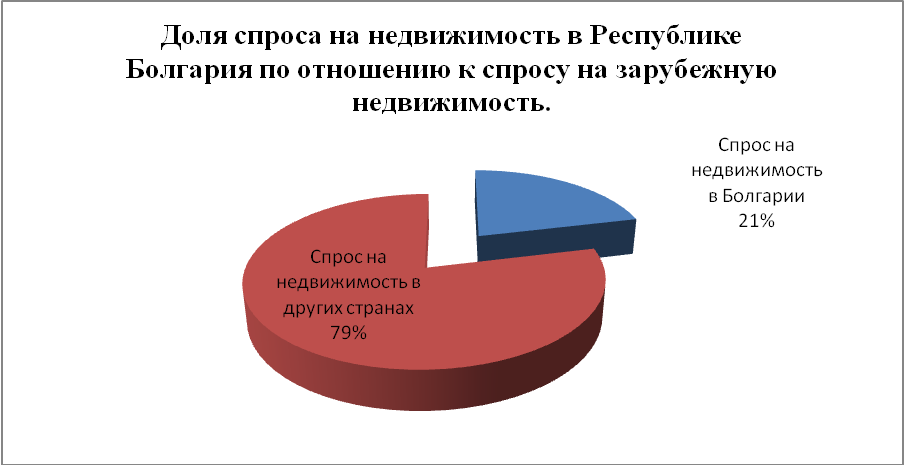 Доля спроса на недвижимость в Республике
Болгария по отношению к спросу на зарубежную
недвижимость.
Спрос на
недвижимость
в Болгарии
21%
Спрос на
недвижимость в
других странах
79%